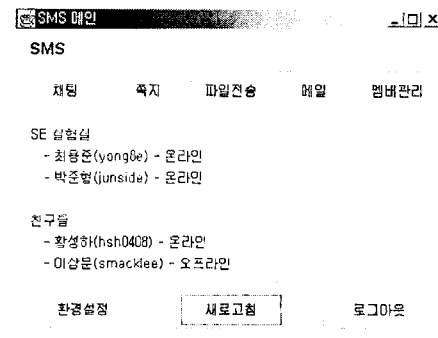 SMS 메인
SMS
채팅 쪽지 파일전송 메일 멤버관리
SE 실험실
- 최용준(yong8e) - 온라인
- 박준형(junside) - 온라인
친구들
- 황성하(hsh0408) - 온라인
- 이상문(smacklee) - 오프라인
환경설정 새로고침 로그아웃